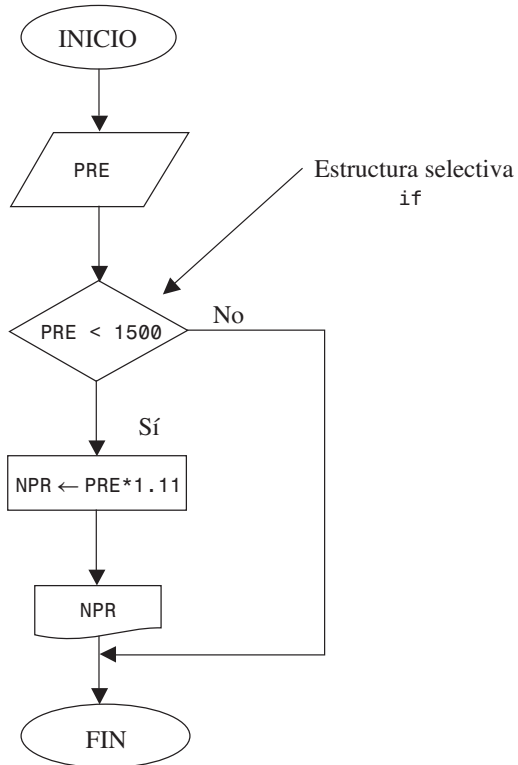 INICIO
PRE
Estructura selectiva
if
PRE < 1500
No
Sí
NPR ← PRE*1.11
NPR
FIN